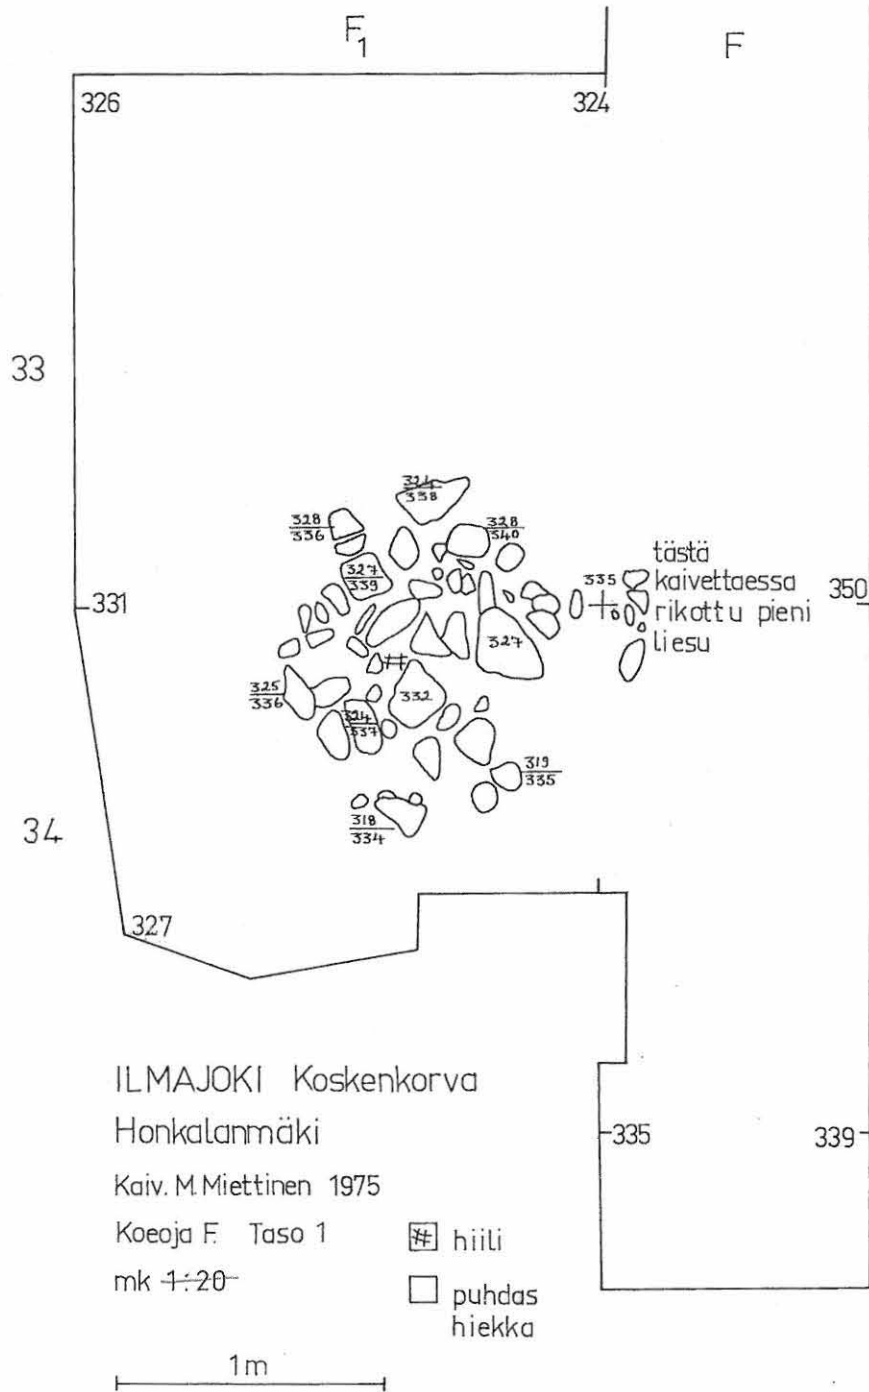 F1
F
326
324
33
324
338
328
336
328
340
327
339
335
tästä
kaivettaessa
rikottu pieni
liesu
331
350
327
325
336
332
324
337
319
335
318
334
34
327
ILMAJOKI Koskenkorva
Honkalanmäki
Kaiv. M. Miettinen 1975
Koeoja F. Taso 1
mk 1:20
# hiili
puhdas
hiekka
335
339
1m